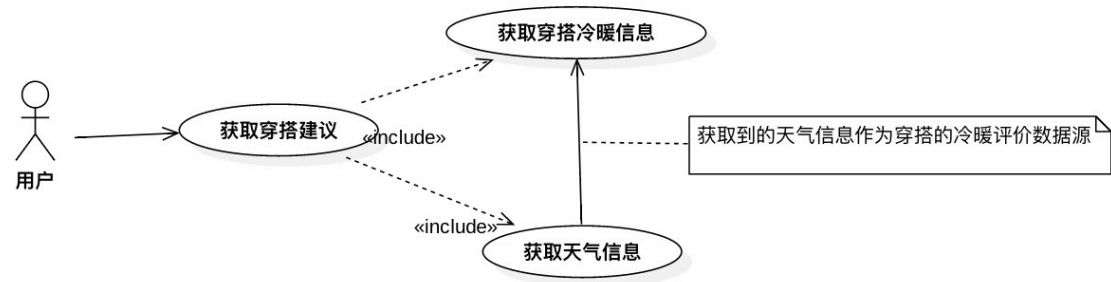 获取穿搭冷暖信息
获取穿搭建议
«include»
用户
获取到的天气信息作为穿搭的冷暖评价数据源
«include»
获取天气信息